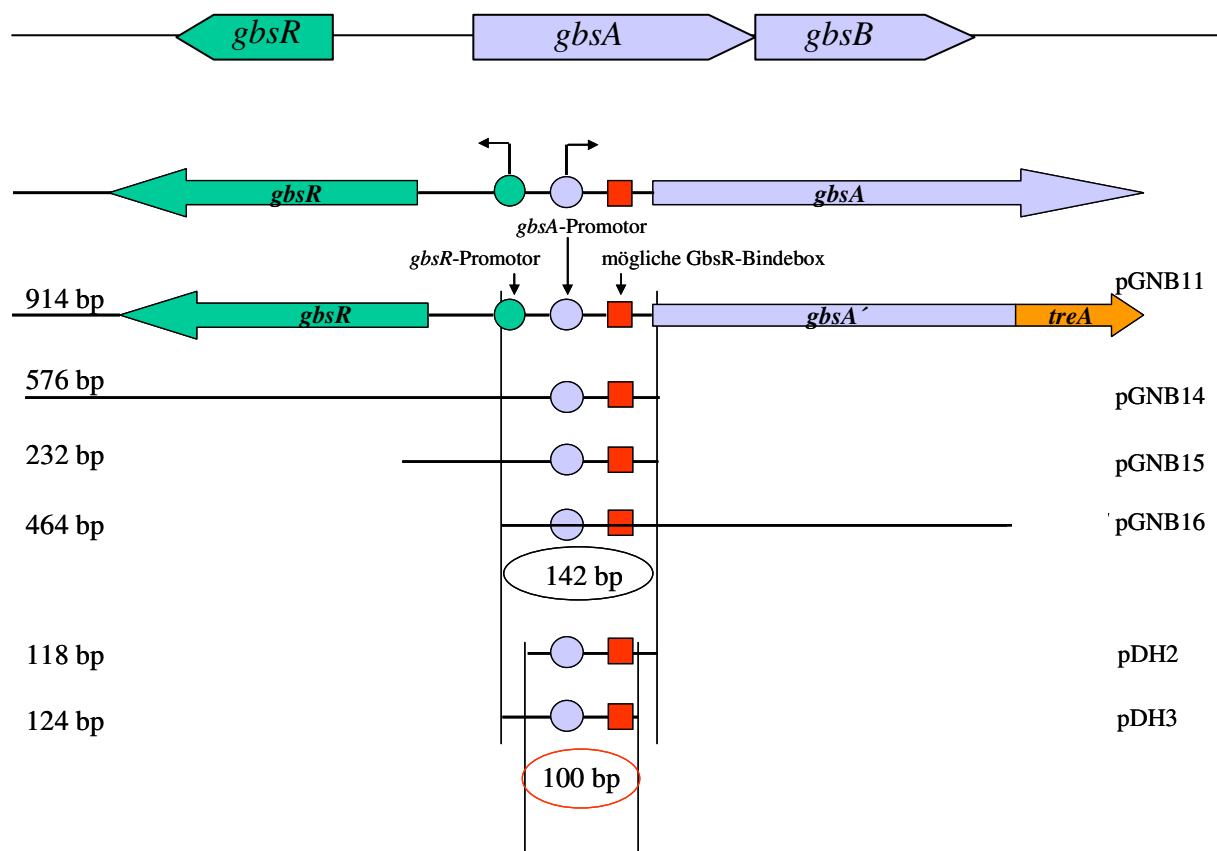 gbsR gbsA gbsB
gbsR gbsA
gbsA-Promotor
gbsR-Promotor mögliche GbsR-Bindebox
914 bp gbsR gbsA´ treA pGNB11
576 bp pGNB14
232 bp pGNB15
464 bp pGNB16
142 bp
118 bp pDH2
124 bp pDH3
100 bp